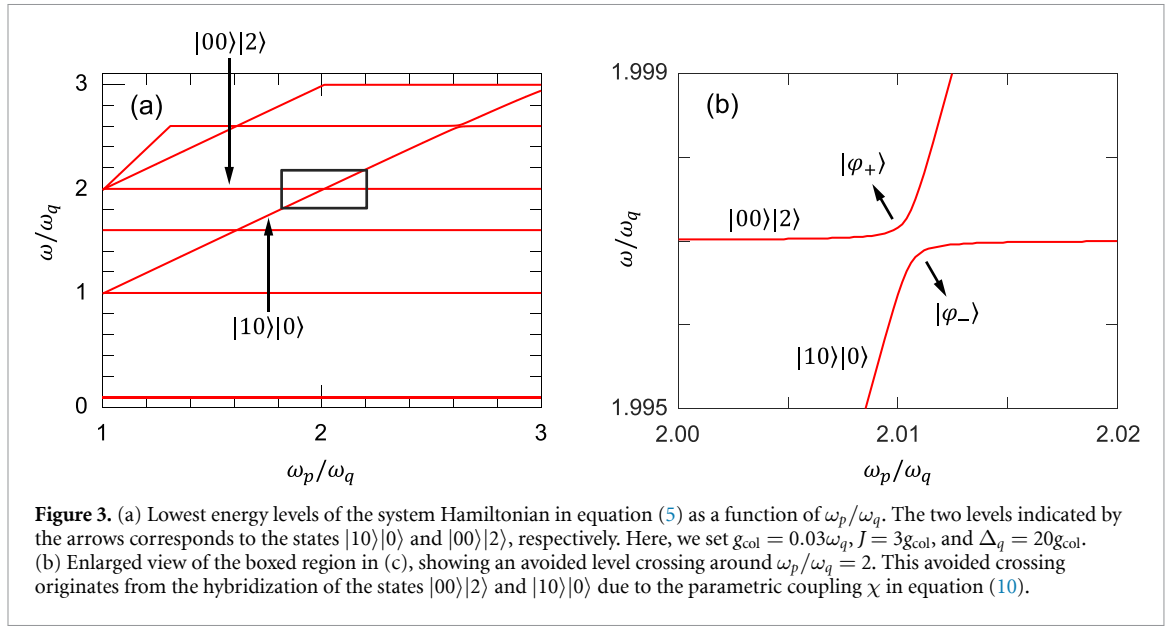 |00⟩|2⟩
(a)
3
2
1
0
ω/ω_q
|10⟩|0⟩
1
2
3
ω_p/ω_q
(b)
1.999
1.995
ω/ω_q
|φ₊⟩
|00⟩|2⟩
|φ₋⟩
|10⟩|0⟩
2.00
2.01
2.02
ω_p/ω_q
Figure 3. (a) Lowest energy levels of the system Hamiltonian in equation (5) as a function of ω_p/ω_q. The two levels indicated by
the arrows corresponds to the states |10⟩|0⟩ and |00⟩|2⟩, respectively. Here, we set g_col = 0.03ω_q, J = 3g_col, and Δ_q = 20g_col.
(b) Enlarged view of the boxed region in (c), showing an avoided level crossing around ω_p/ω_q = 2. This avoided crossing
originates from the hybridization of the states |00⟩|2⟩ and |10⟩|0⟩ due to the parametric coupling χ in equation (10).